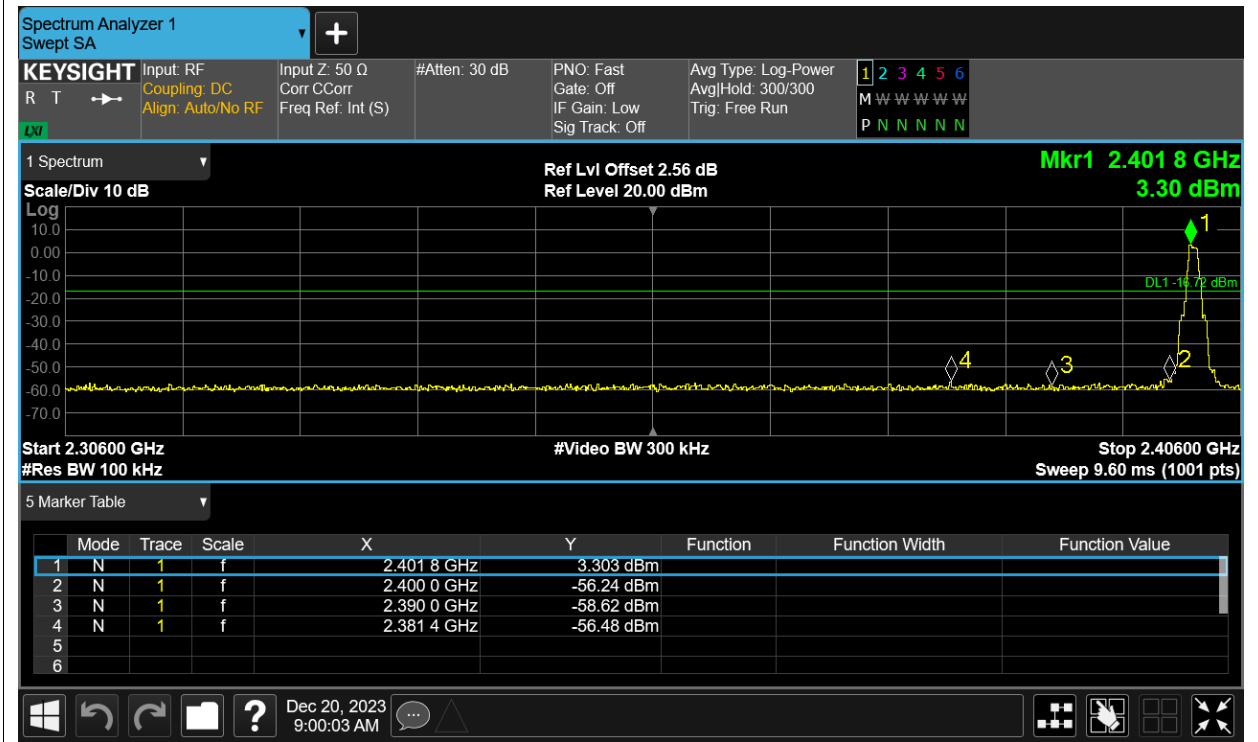 Spectrum Analyzer 1
Swept SA
KEYSIGHT
R T
LXI
Input: RF
Coupling: DC
Align: Auto/No RF
Input Z: 50 Ω
Corr CCorr
Freq Ref: Int (S)
#Atten: 30 dB
PNO: Fast
Gate: Off
IF Gain: Low
Sig Track: Off
Avg Type: Log-Power
Avg|Hold: 300/300
Trig: Free Run
1 2 3 4 5 6
M W W W W W
P N N N N N
1 Spectrum
Scale/Div 10 dB
Ref Lvl Offset 2.56 dB
Ref Level 20.00 dBm
Mkr1 2.401 8 GHz
3.30 dBm
Log
10.0
0.00
-10.0
-20.0
-30.0
-40.0
-50.0
-60.0
-70.0
1
DL1 -16.72 dBm
4
3
2
Start 2.30600 GHz
#Res BW 100 kHz
#Video BW 300 kHz
Stop 2.40600 GHz
Sweep 9.60 ms (1001 pts)
5 Marker Table
Mode Trace Scale X Y Function Function Width Function Value
1 N 1 f 2.401 8 GHz 3.303 dBm
2 N 1 f 2.400 0 GHz -56.24 dBm
3 N 1 f 2.390 0 GHz -58.62 dBm
4 N 1 f 2.381 4 GHz -56.48 dBm
5
6
?
Dec 20, 2023
9:00:03 AM